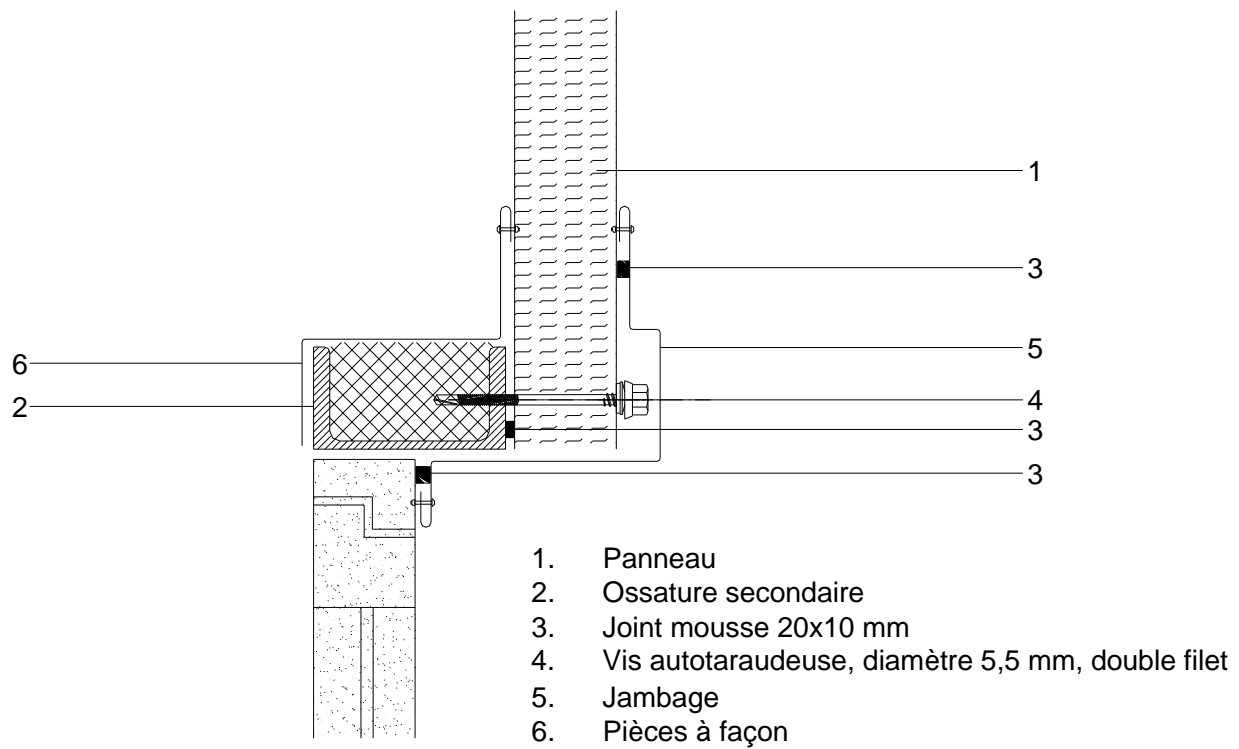 1
3
5
6
2
4
3
3
1. Panneau
2. Ossature secondaire
3. Joint mousse 20x10 mm
4. Vis autotaraudeuse, diamètre 5,5 mm, double filet
5. Jambage
6. Pièces à façon